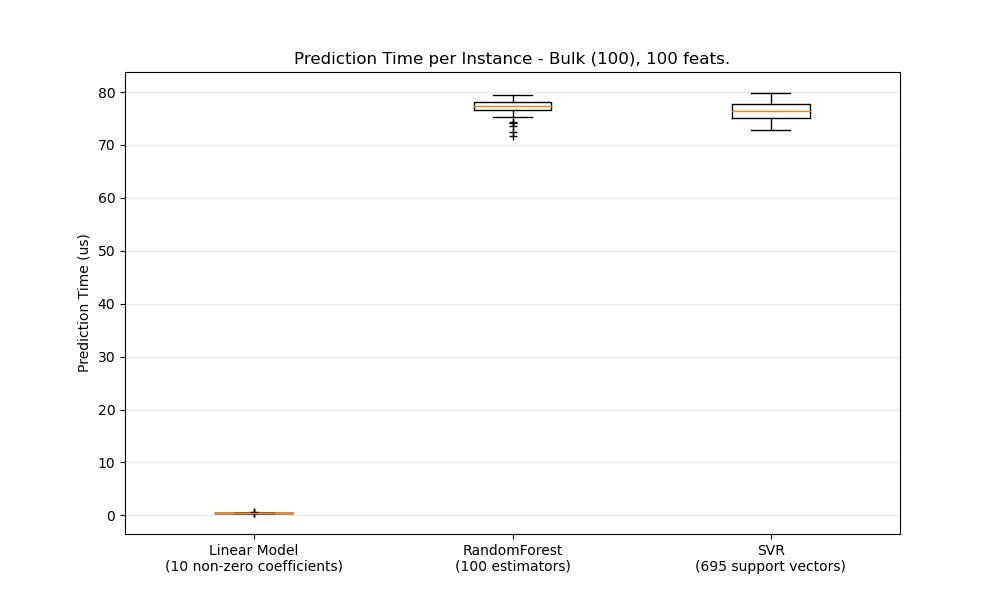 Prediction Time per Instance - Bulk (100), 100 feats.
80
70
60
50
40
30
20
10
0
Prediction Time (us)
Linear Model
(10 non-zero coefficients)
RandomForest
(100 estimators)
SVR
(695 support vectors)